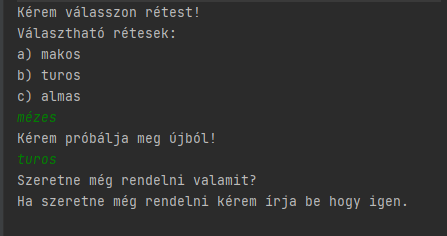 Kérem válasszon rétest!
Választható rétesek:
a) makos
b) turos
c) almas
mézes
Kérem próbálja meg újból!
turos
Szeretne még rendelni valamit?
Ha szeretne még rendelni kérem írja be hogy igen.